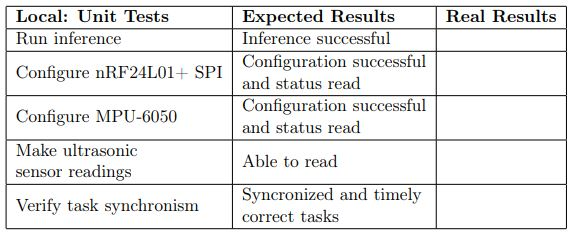 Local: Unit Tests Expected Results Real Results
Run inference Inference successful
Configure nRF24L01+ SPI Configuration successful
and status read
Configure MPU-6050 Configuration successful
and status read
Make ultrasonic
sensor readings Able to read
Verify task synchronism Syncronized and timely
correct tasks